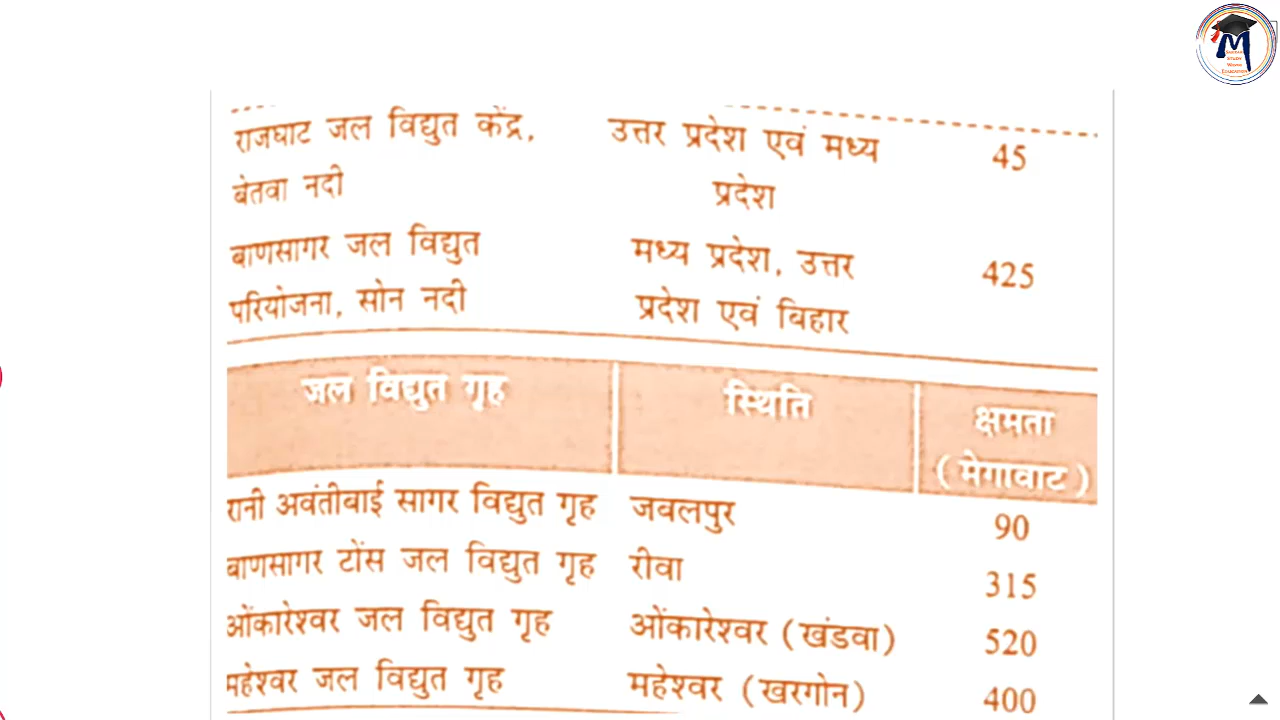 राजघाट जल विद्युत केंद्र, उत्तर प्रदेश एवं मध्य 45
बेतवा नदी प्रदेश
बाणसागर जल विद्युत मध्य प्रदेश, उत्तर 425
परियोजना, सोन नदी प्रदेश एवं बिहार
जल विद्युत गृह स्थिति क्षमता
(मेगावाट)
रानी अवंतीबाई सागर विद्युत गृह जबलपुर 90
बाणसागर टोंस जल विद्युत गृह रीवा 315
ओंकारेश्वर जल विद्युत गृह ओंकारेश्वर (खंडवा) 520
महेश्वर जल विद्युत गृह महेश्वर (खरगोन) 400